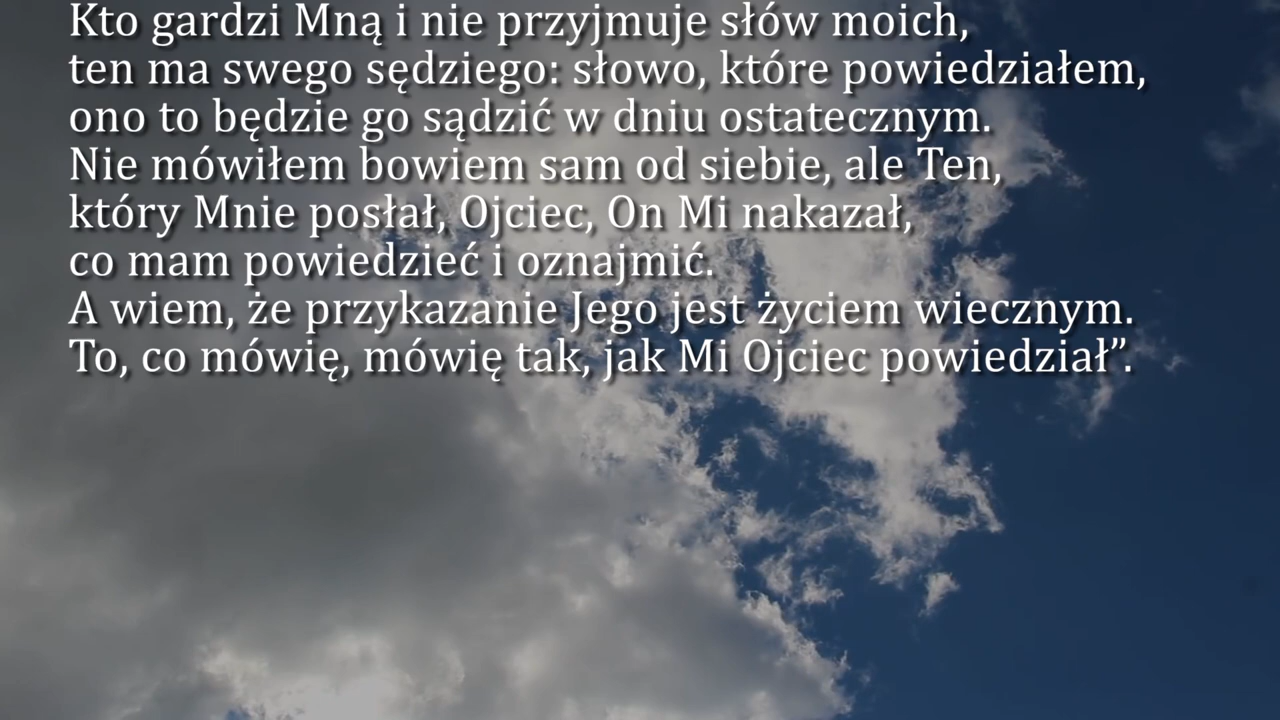 Kto gardzi Mną i nie przyjmuje słów moich,
ten ma swego sędziego: słowo, które powiedziałem,
ono to będzie go sądzić w dniu ostatecznym.
Nie mówiłem bowiem sam od siebie, ale Ten,
który Mnie posłał, Ojciec, On Mi nakazał,
co mam powiedzieć i oznajmić.
A wiem, że przykazanie Jego jest życiem wiecznym.
To, co mówię, mówię tak, jak Mi Ojciec powiedział”.